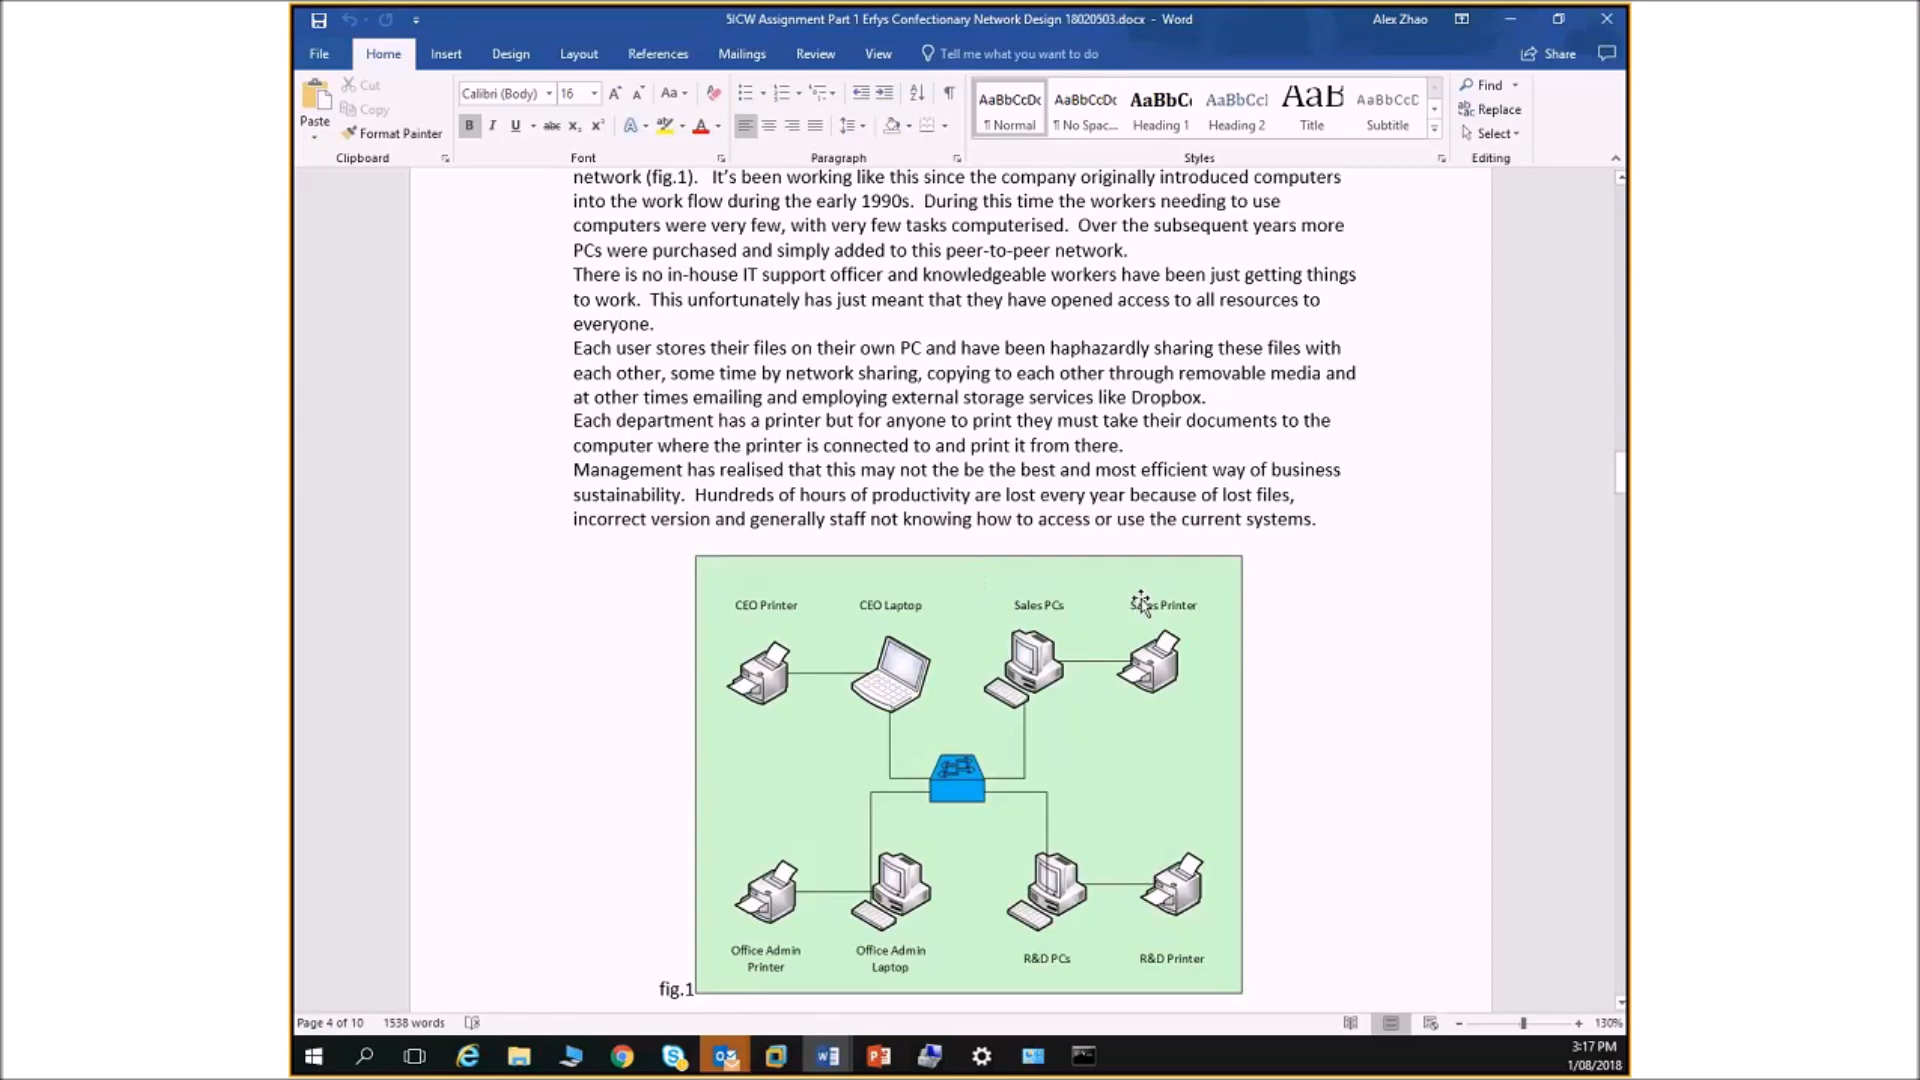 5ICW Assignment Part 1 Erfys Confectionary Network Design 18020503.docx - Word
Alex Zhao
File
Home
Insert
Design
Layout
References
Mailings
Review
View
Tell me what you want to do
Share
Paste
Cut
Copy
Format Painter
Clipboard
Calibri (Body)
16
Aa
B
I
U
abc
X₂
X²
A
A
Font
Paragraph
AaBbCcDc
¶ Normal
AaBbCcDc
¶ No Spac...
AaBbC(
Heading 1
AaBbCcI
Heading 2
AaB
Title
AaBbCcD
Subtitle
Styles
Find
Replace
Select
Editing
network (fig.1).   It's been working like this since the company originally introduced computers
into the work flow during the early 1990s.  During this time the workers needing to use
computers were very few, with very few tasks computerised.  Over the subsequent years more
PCs were purchased and simply added to this peer-to-peer network.
There is no in-house IT support officer and knowledgeable workers have been just getting things
to work.  This unfortunately has just meant that they have opened access to all resources to
everyone.
Each user stores their files on their own PC and have been haphazardly sharing these files with
each other, some time by network sharing, copying to each other through removable media and
at other times emailing and employing external storage services like Dropbox.
Each department has a printer but for anyone to print they must take their documents to the
computer where the printer is connected to and print it from there.
Management has realised that this may not the be the best and most efficient way of business
sustainability.  Hundreds of hours of productivity are lost every year because of lost files,
incorrect version and generally staff not knowing how to access or use the current systems.
CEO Printer
CEO Laptop
Sales PCs
Sales Printer
Office Admin
Printer
Office Admin
Laptop
R&D PCs
R&D Printer
fig.1
Page 4 of 10
1538 words
130%
3:17 PM
1/08/2018